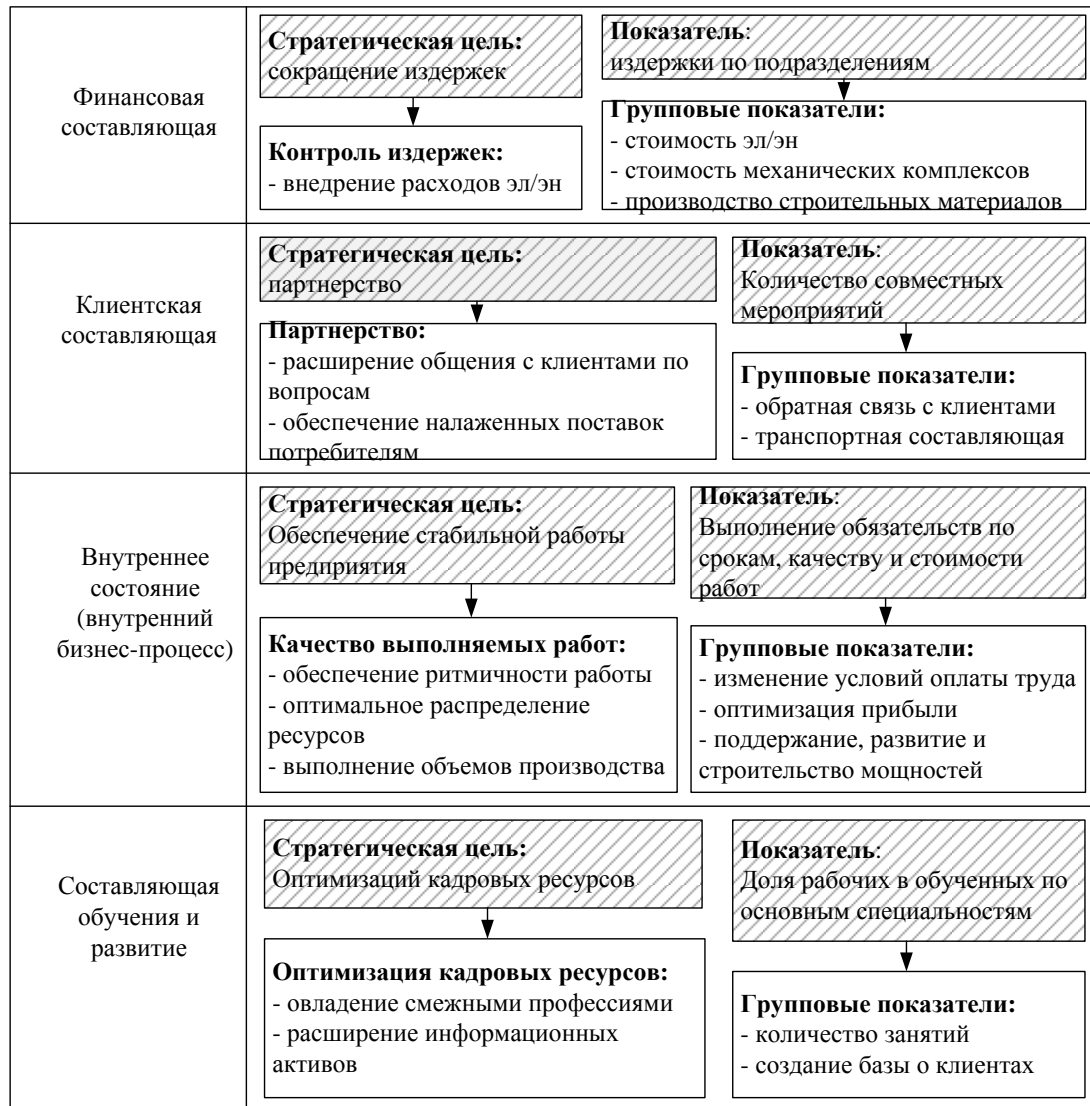 Финансовая
составляющая
Стратегическая цель:
сокращение издержек
Контроль издержек:
- внедрение расходов эл/эн
Показатель:
издержки по подразделениям
Групповые показатели:
- стоимость эл/эн
- стоимость механических комплексов
- производство строительных материалов
Клиентская
составляющая
Стратегическая цель:
партнерство
Партнерство:
- расширение общения с клиентами по
вопросам
- обеспечение налаженных поставок
потребителям
Показатель:
Количество совместных
мероприятий
Групповые показатели:
- обратная связь с клиентами
- транспортная составляющая
Внутреннее
состояние
(внутренний
бизнес-процесс)
Стратегическая цель:
Обеспечение стабильной работы
предприятия
Качество выполняемых работ:
- обеспечение ритмичности работы
- оптимальное распределение
ресурсов
- выполнение объемов производства
Показатель:
Выполнение обязательств по
срокам, качеству и стоимости
работ
Групповые показатели:
- изменение условий оплаты труда
- оптимизация прибыли
- поддержание, развитие и
строительство мощностей
Составляющая
обучения и
развитие
Стратегическая цель:
Оптимизаций кадровых ресурсов
Оптимизация кадровых ресурсов:
- овладение смежными профессиями
- расширение информационных
активов
Показатель:
Доля рабочих в обученных по
основным специальностям
Групповые показатели:
- количество занятий
- создание базы о клиентах